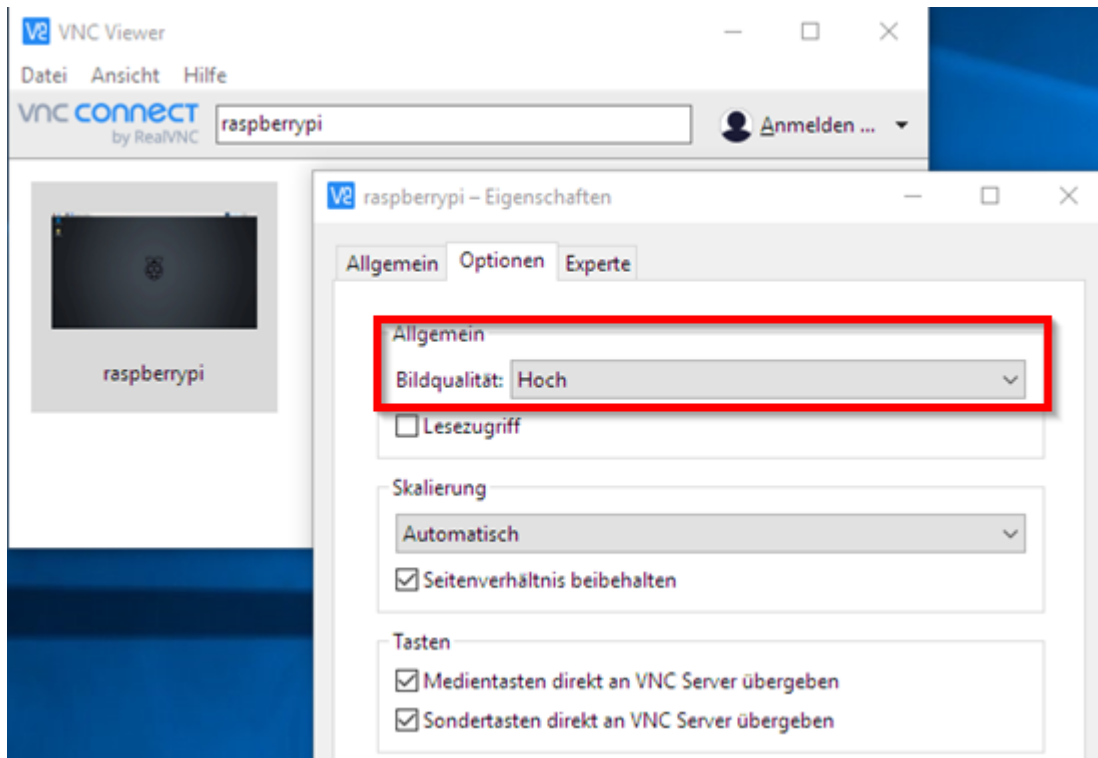 VNC Viewer
Datei Ansicht Hilfe
VNC CONNECT
by RealVNC
raspberrypi
Anmelden ...
raspberrypi
raspberrypi – Eigenschaften
Allgemein Optionen Experte
Allgemein
Bildqualität: Hoch
Lesezugriff
Skalierung
Automatisch
Seitenverhältnis beibehalten
Tasten
Medientasten direkt an VNC Server übergeben
Sondertasten direkt an VNC Server übergeben